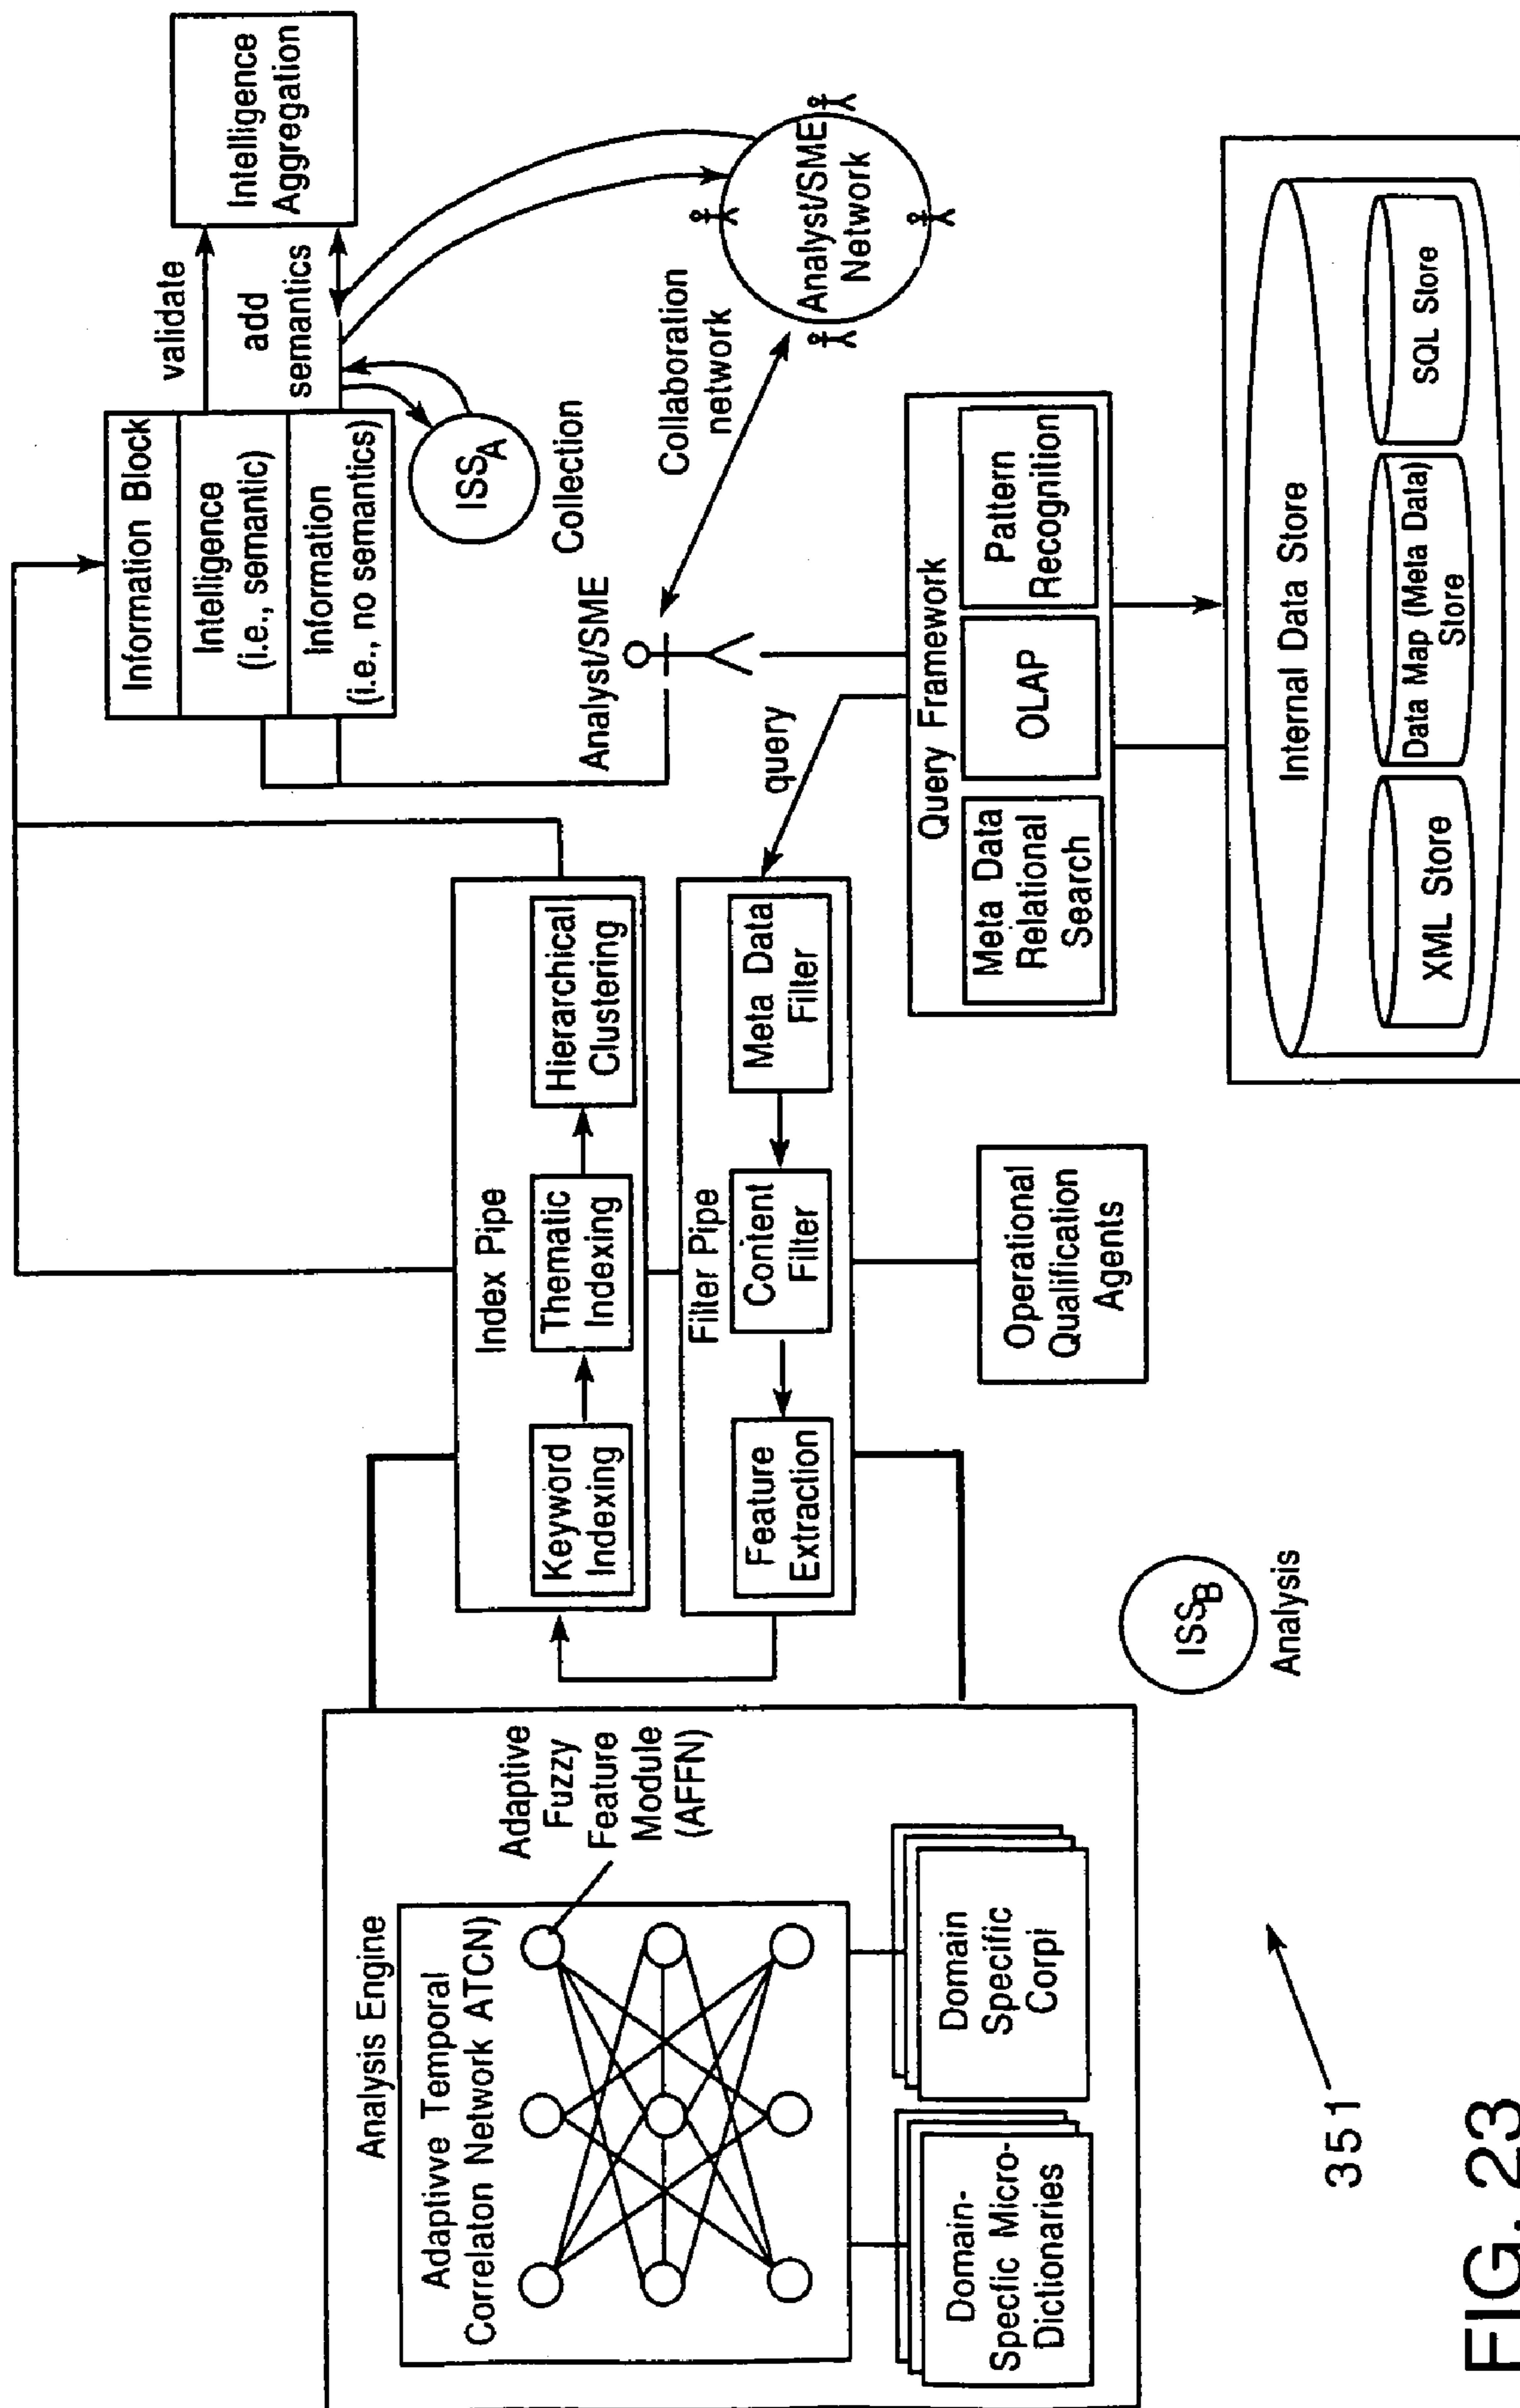 Analysis Engine
Adaptivve Temporal
Correlaton Network ATCN)
Adaptive
Fuzzy
Feature
Module
(AFFN)
Domain-
Specfic Micro-
Dictionaries
Domain
Specific
Corpi
Index Pipe
Keyword
Indexing
Thematic
Indexing
Hierarchical
Clustering
Filter Pipe
Feature
Extraction
Content
Filter
Meta Data
Filter
Operational
Qualification
Agents
ISSB
Analysis
Information Block
Intelligence
(i.e., semantic)
Information
(i.e., no semantics)
validate
add
semantics
Intelligence
Aggregation
ISSA
Collection
Analyst/SME
Collaboration
network
Analyst/SME
Network
query
Query Framework
Meta Data
Relational
Search
OLAP
Pattern
Recognition
Internal Data Store
XML Store
Data Map (Meta Data)
Store
SQL Store
351
FIG. 23